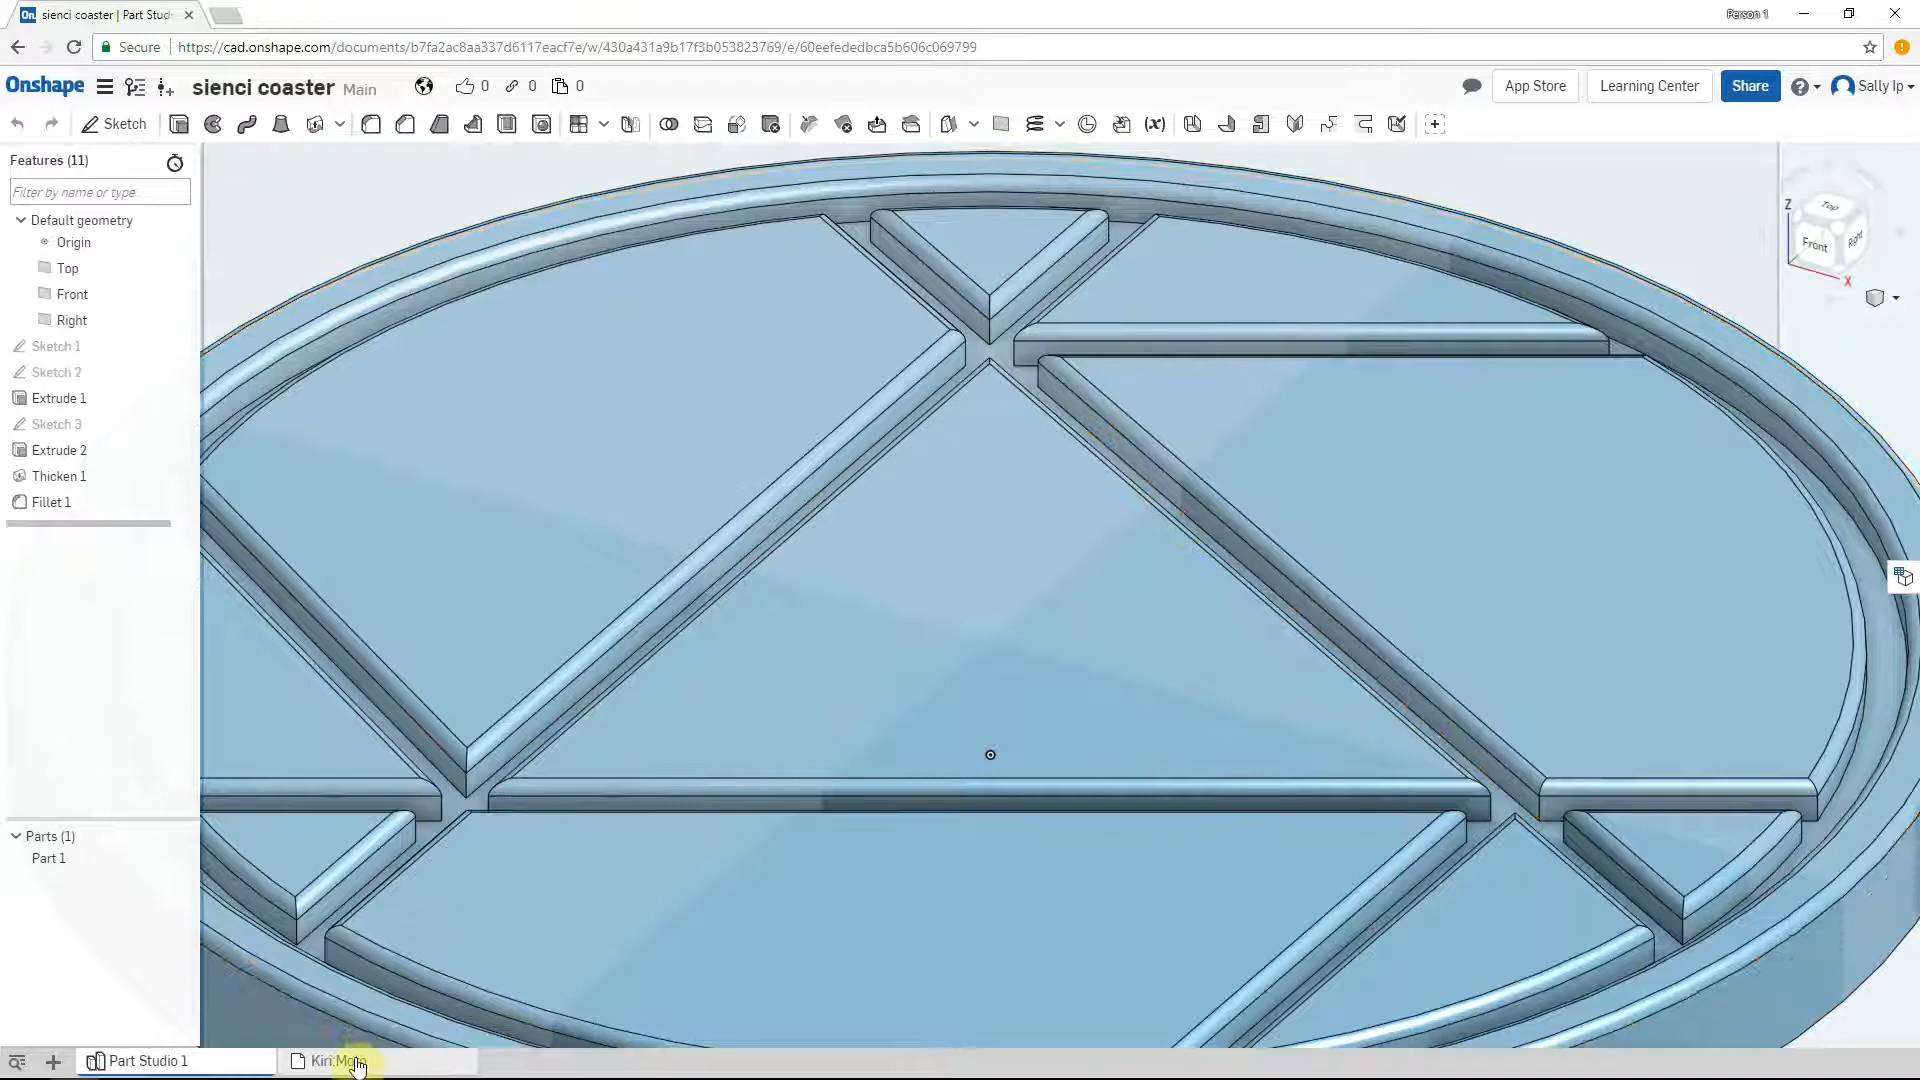 On. sienci coaster | Part Stud
Person 1
Secure
https://cad.onshape.com/documents/b7fa2ac8aa337d6117eacf7e/w/430a431a9b17f3b053823769/e/60eefededbca5b606c069799
Onshape sienci coaster Main 0 0 0 App Store Learning Center Share Sally Ip
Sketch (x)
Features (11)
Filter by name or type
Default geometry
Origin
Top
Front
Right
Sketch 1
Sketch 2
Extrude 1
Sketch 3
Extrude 2
Thicken 1
Fillet 1
Z
Top
Front
Right
X
Parts (1)
Part 1
Part Studio 1
Kiri:Moto